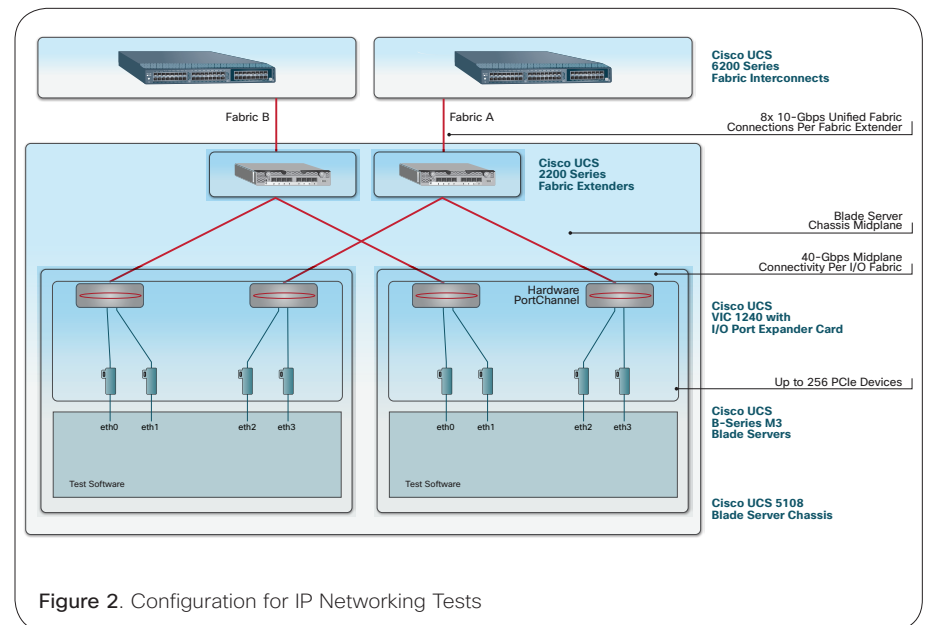 Cisco UCS
6200 Series
Fabric Interconnects
Fabric B
Fabric A
8x 10-Gbps Unified Fabric
Connections Per Fabric Extender
Cisco UCS
2200 Series
Fabric Extenders
Blade Server
Chassis Midplane
40-Gbps Midplane
Connectivity Per I/O Fabric
Hardware
PortChannel
Cisco UCS
VIC 1240 with
I/O Port Expander Card
Up to 256 PCIe Devices
eth0
eth1
eth2
eth3
eth0
eth1
eth2
eth3
Cisco UCS
B-Series M3
Blade Servers
Test Software
Test Software
Cisco UCS 5108
Blade Server Chassis
Figure 2. Configuration for IP Networking Tests